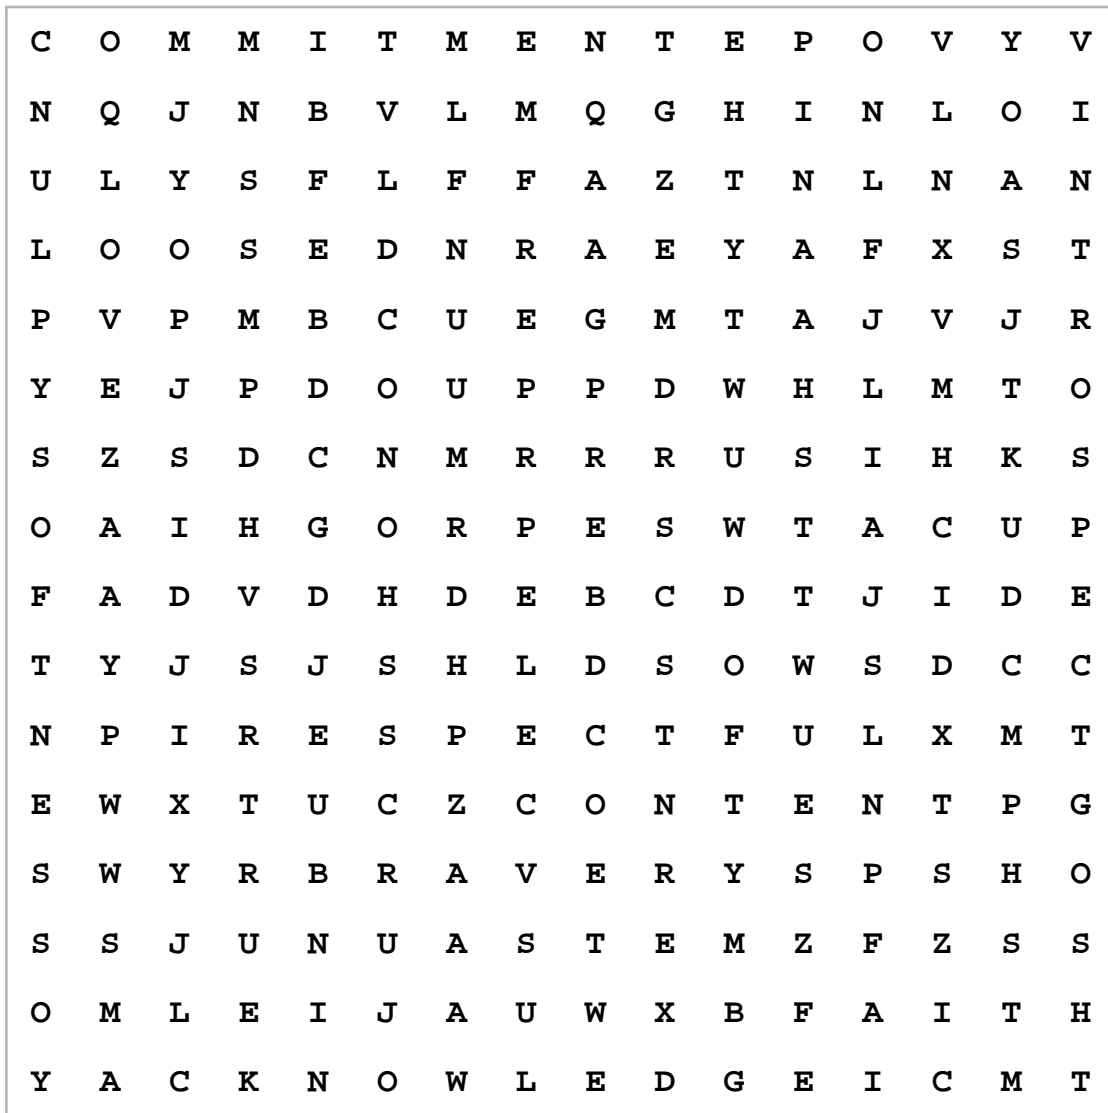 C O M M I T M E N T E P O V Y V
N Q J N B V L M Q G H I N L O I
U L Y S F L F F A Z T N L N A N
L O O S E D N R A E Y A F X S T
P V P M B C U E G M T A J V J R
Y E J P D O U P P D W H L M T O
S Z S D C N M R R R U S I H K S
O A I H G O R P E S W T A C U P
F A D V D H D E B C D T J I D E
T Y J S J S H L D S O W S D C C
N P I R E S P E C T F U L X M T
E W X T U C Z C O N T E N T P G
S W Y R B R A V E R Y S P S H O
S S J U N U A S T E M Z F Z S S
O M L E I J A U W X B F A I T H
Y A C K N O W L E D G E I C M T